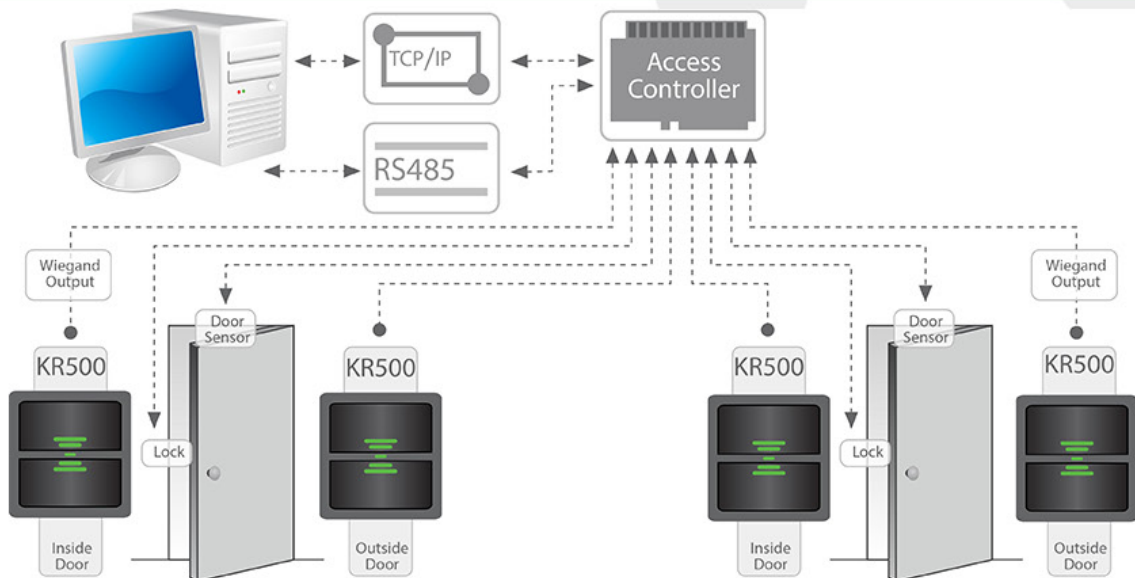 TCP/IP
Access
Controller
RS485
Wiegand
Output
Wiegand
Output
Door
Sensor
Door
Sensor
KR500
KR500
KR500
KR500
Lock
Lock
Inside
Door
Outside
Door
Inside
Door
Outside
Door